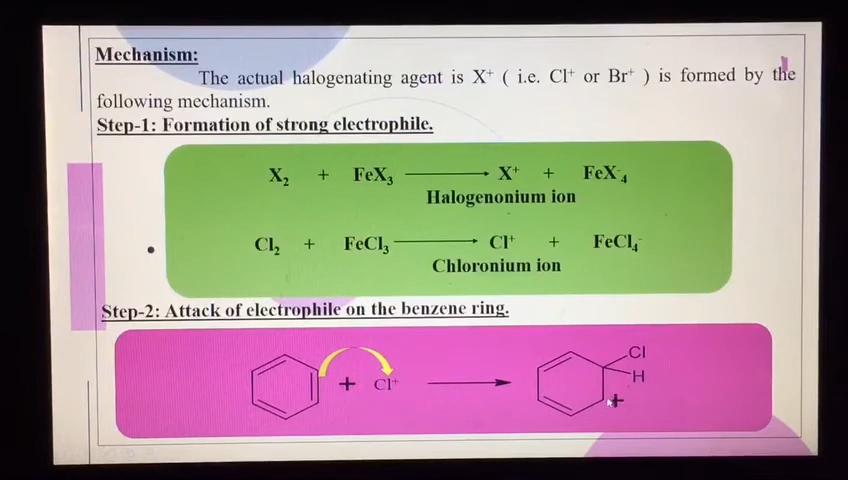 Mechanism:
The actual halogenating agent is X⁺ ( i.e. Cl⁺ or Br⁺ ) is formed by the
following mechanism.
Step-1: Formation of strong electrophile.
X₂ + FeX₃ ⟶ X⁺ + FeX⁻₄
Halogenonium ion
• Cl₂ + FeCl₃ ⟶ Cl⁺ + FeCl₄⁻
Chloronium ion
Step-2: Attack of electrophile on the benzene ring.
+ Cl⁺ ⟶ Cl
H
+